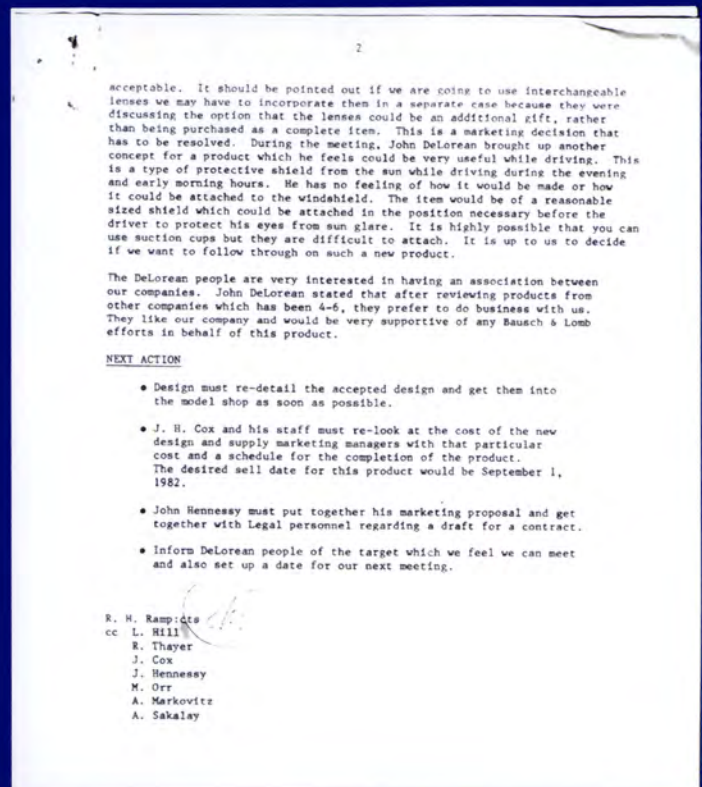 2
acceptable. It should be pointed out if we are going to use interchangeable
lenses we may have to incorporate them in a separate case because they were
discussing the option that the lenses could be an additional gift, rather
than being purchased as a complete item. This is a marketing decision that
has to be resolved. During the meeting, John DeLorean brought up another
concept for a product which he feels could be very useful while driving. This
is a type of protective shield from the sun while driving during the evening
and early morning hours. He has no feeling of how it would be made or how
it could be attached to the windshield. The item would be of a reasonable
sized shield which could be attached in the position necessary before the
driver to protect his eyes from sun glare. It is highly possible that you can
use suction cups but they are difficult to attach. It is up to us to decide
if we want to follow through on such a new product.
The DeLorean people are very interested in having an association between
our companies. John DeLorean stated that after reviewing products from
other companies which has been 4-6, they prefer to do business with us.
They like our company and would be very supportive of any Bausch & Lomb
efforts in behalf of this product.
NEXT ACTION
• Design must re-detail the accepted design and get them into
the model shop as soon as possible.
• J. H. Cox and his staff must re-look at the cost of the new
design and supply marketing managers with that particular
cost and a schedule for the completion of the product.
The desired sell date for this product would be September 1,
1982.
• John Hennessy must put together his marketing proposal and get
together with Legal personnel regarding a draft for a contract.
• Inform DeLorean people of the target which we feel we can meet
and also set up a date for our next meeting.
R. H. Ramp:cts
cc L. Hill
R. Thayer
J. Cox
J. Hennessy
M. Orr
A. Markovitz
A. Sakalay